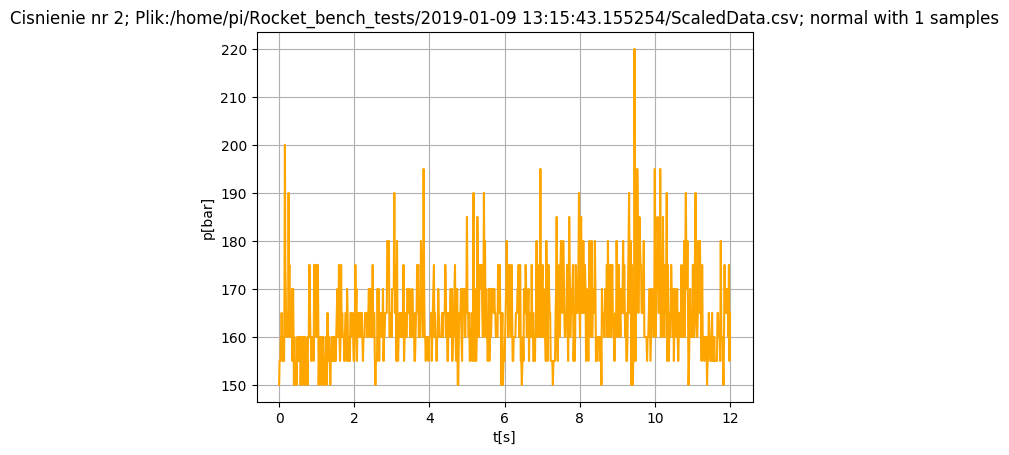 Cisnienie nr 2; Plik:/home/pi/Rocket_bench_tests/2019-01-09 13:15:43.155254/ScaledData.csv; normal with 1 samples
220
210
200
190
180
170
160
150
p[bar]
0 2 4 6 8 10 12
t[s]